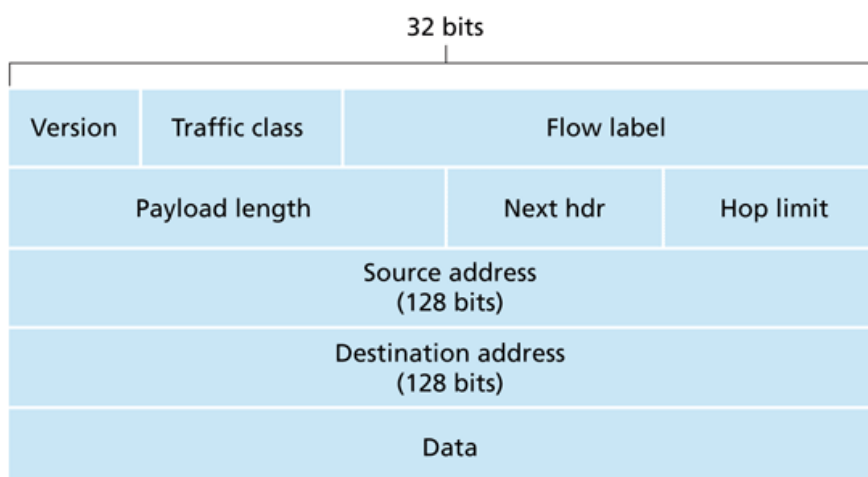 32 bits
Version Traffic class Flow label
Payload length Next hdr Hop limit
Source address
(128 bits)
Destination address
(128 bits)
Data